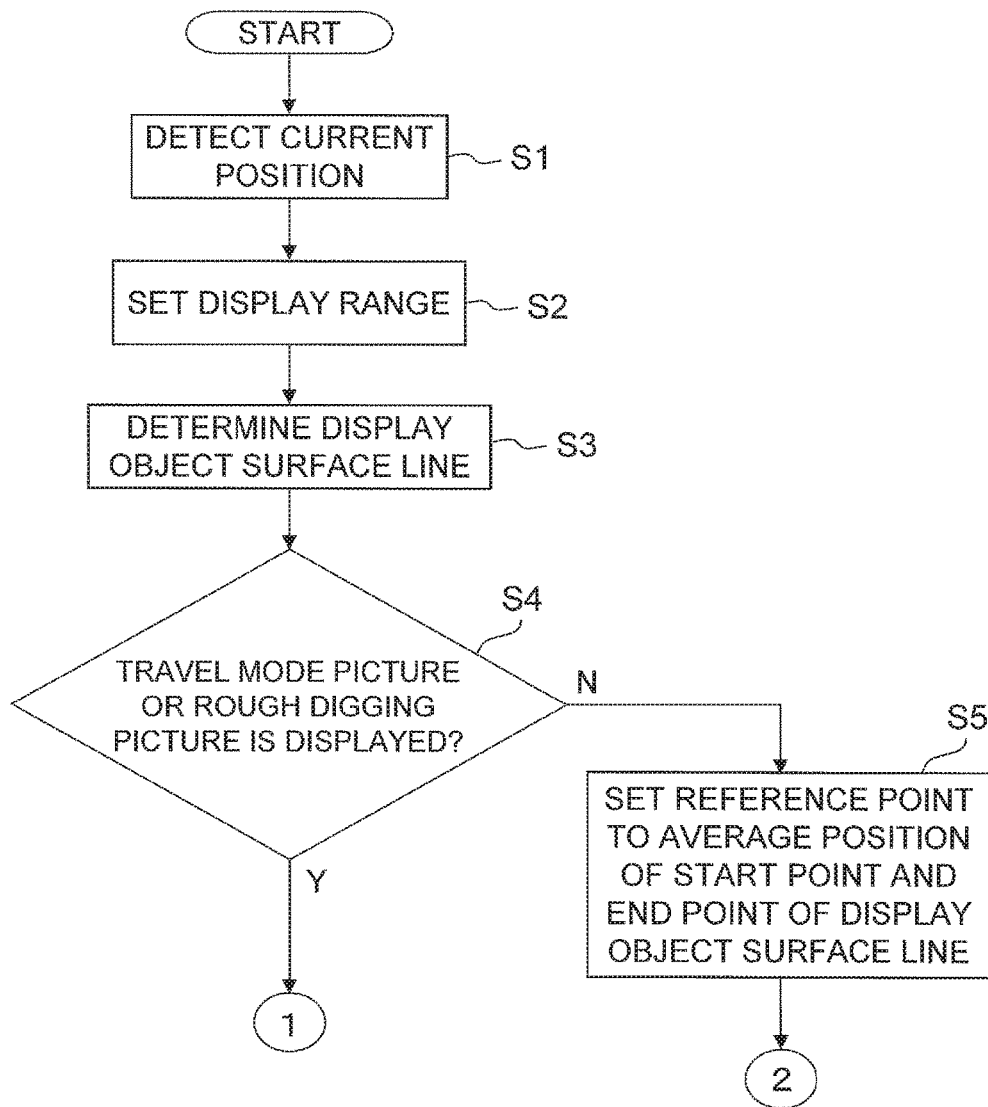 START
DETECT CURRENT
POSITION
S1
SET DISPLAY RANGE
S2
DETERMINE DISPLAY
OBJECT SURFACE LINE
S3
S4
TRAVEL MODE PICTURE
OR ROUGH DIGGING
PICTURE IS DISPLAYED?
N
Y
S5
SET REFERENCE POINT
TO AVERAGE POSITION
OF START POINT AND
END POINT OF DISPLAY
OBJECT SURFACE LINE
1
2